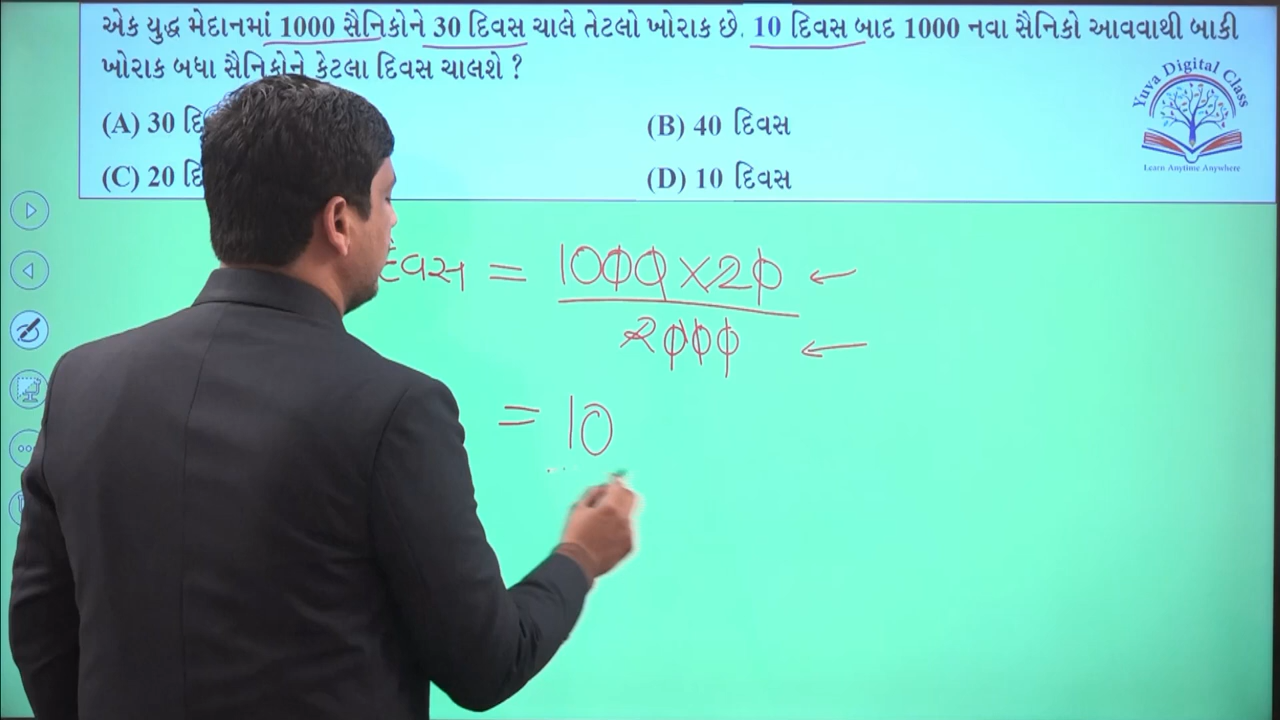 એક યુદ્ધ મેદાનમાં 1000 સૈનિકોને 30 દિવસ ચાલે તેટલો ખોરાક છે. 10 દિવસ બાદ 1000 નવા સૈનિકો આવવાથી બાકી
ખોરાક બધા સૈનિકોને કેટલા દિવસ ચાલશે ?
(A) 30 દિ
(B) 40 દિવસ
(C) 20 દિ
(D) 10 દિવસ
Yuva Digital Class
Learn Anytime Anywhere
દિવસ = 1000 × 20
2000
= 10